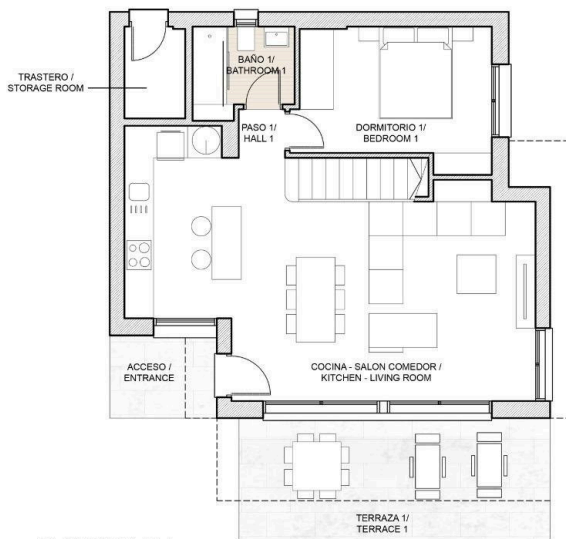 BAÑO 1/
BATHROOM 1
TRASTERO /
STORAGE ROOM
PASO 1/
HALL 1
DORMITORIO 1/
BEDROOM 1
ACCESO /
ENTRANCE
COCINA - SALON COMEDOR /
KITCHEN - LIVING ROOM
TERRAZA 1/
TERRACE 1